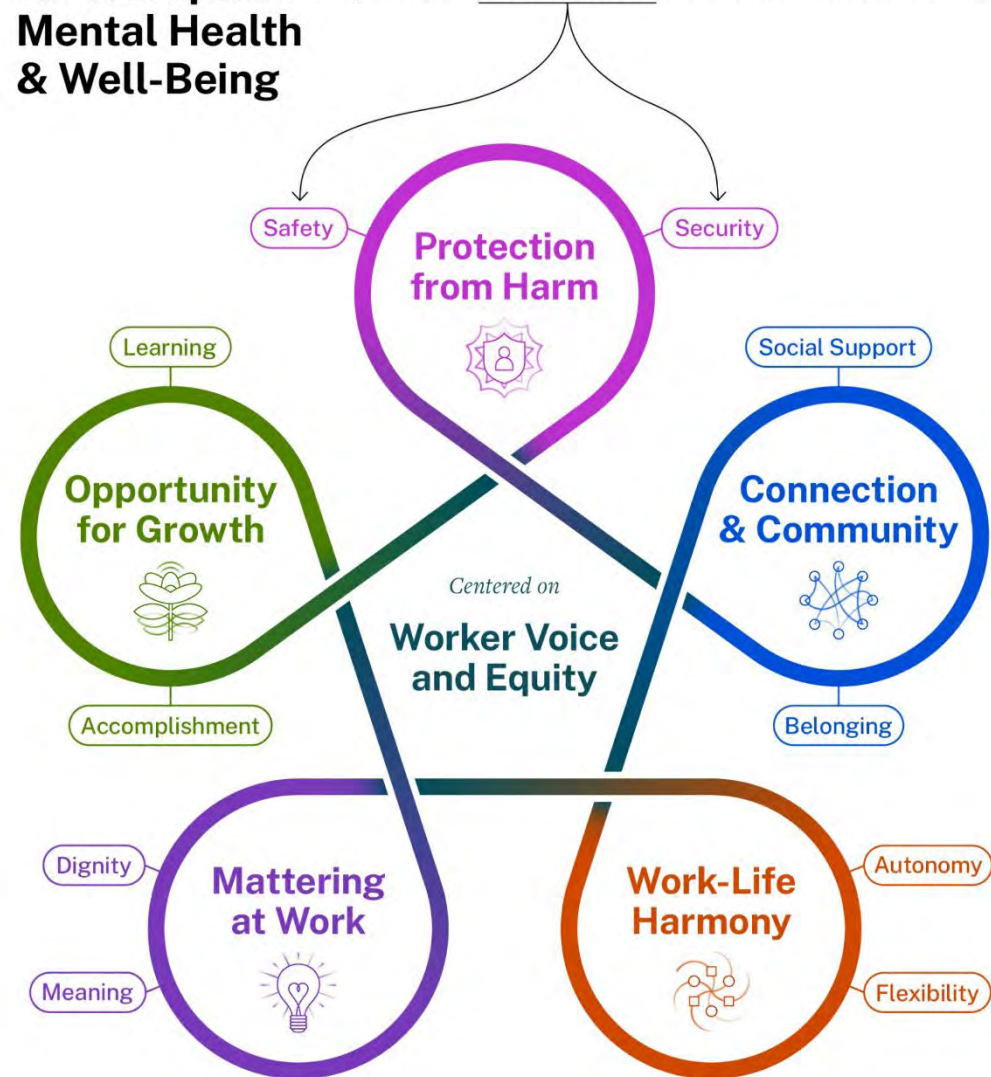 Mental Health
& Well-Being
Safety
Security
Protection
from Harm
Learning
Social Support
Opportunity
for Growth
Connection
& Community
Centered on
Worker Voice
and Equity
Accomplishment
Belonging
Dignity
Autonomy
Mattering
at Work
Work-Life
Harmony
Meaning
Flexibility